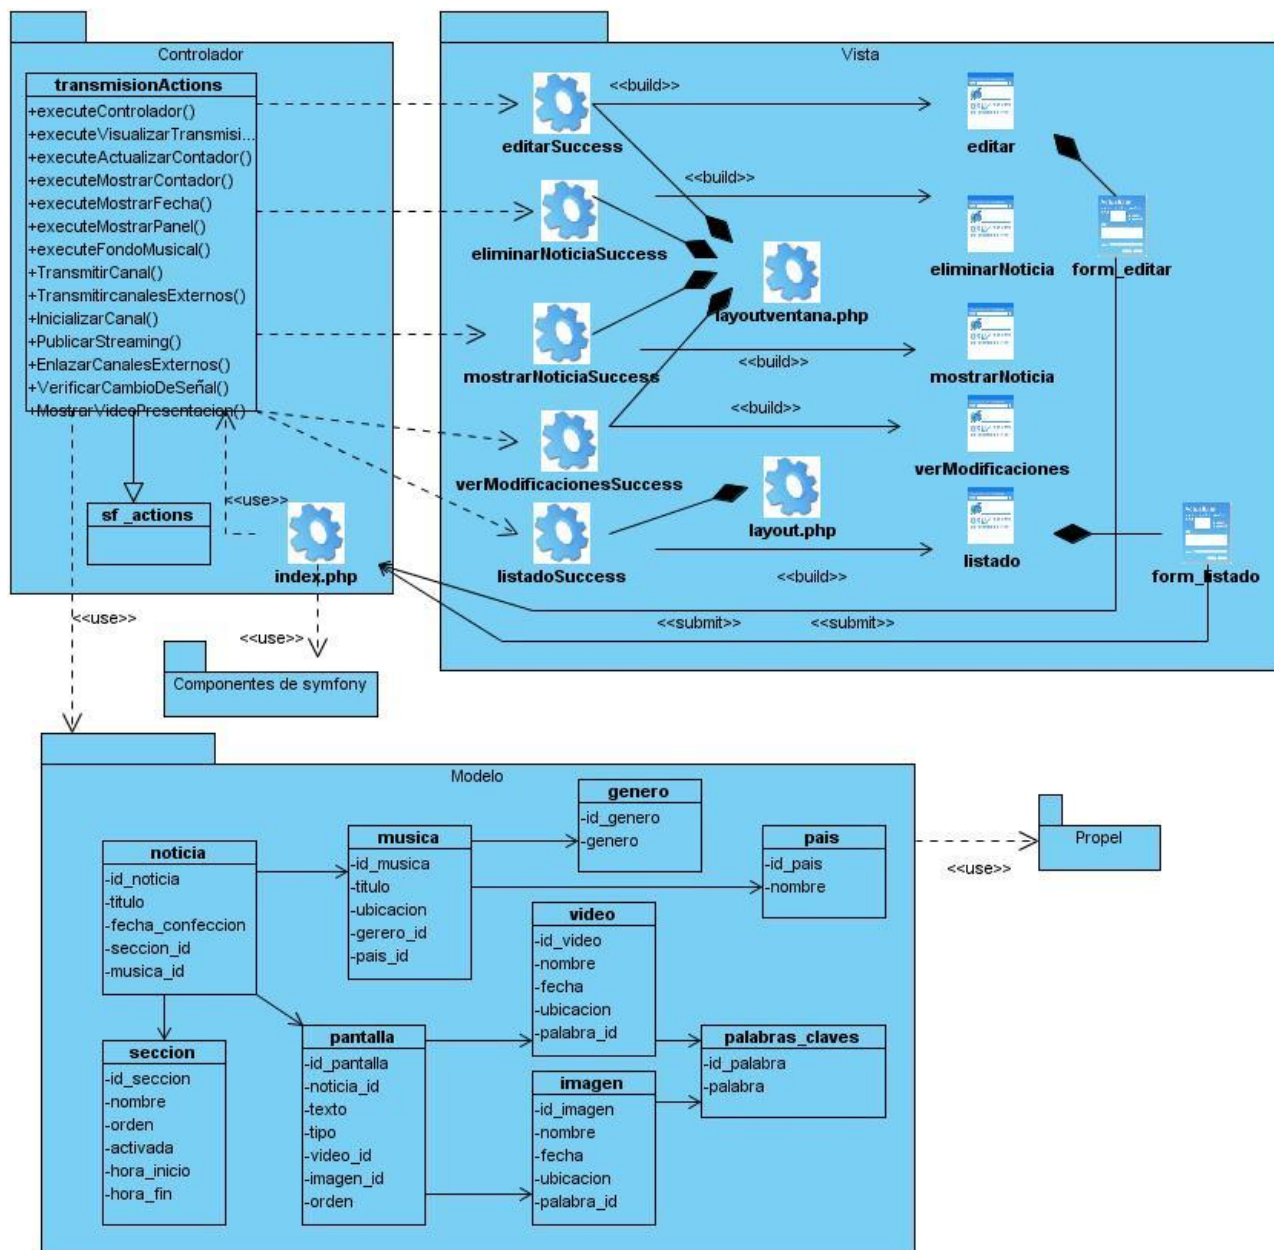 Controlador
transmisionActions
+executeControlador()
+executeVisualizarTransmisi...
+executeActualizarContador()
+executeMostrarContador()
+executeMostrarFecha()
+executeMostrarPanel()
+executeFondoMusical()
+TransmitirCanal()
+TransmitircanalesExternos()
+InicializarCanal()
+PublicarStreaming()
+EnlazarCanalesExternos()
+VerificarCambioDeSeñal()
+MostrarVideoPresentacion()
<<use>>
sf_actions
index.php
<<use>>
<<use>>
Componentes de symfony
Vista
<<build>>
editarSuccess
editar
<<build>>
eliminarNoticiaSuccess
eliminarNoticia
form_editar
layoutventana.php
mostrarNoticiaSuccess
<<build>>
mostrarNoticia
<<build>>
verModificacionesSuccess
verModificaciones
layout.php
listadoSuccess
<<build>>
listado
form_listado
<<submit>>
<<submit>>
Modelo
genero
-id_genero
-genero
musica
-id_musica
-titulo
-ubicacion
-gerero_id
-pais_id
pais
-id_pais
-nombre
noticia
-id_noticia
-titulo
-fecha_confeccion
-seccion_id
-musica_id
video
-id_video
-nombre
-fecha
-ubicacion
-palabra_id
seccion
-id_seccion
-nombre
-orden
-activada
-hora_inicio
-hora_fin
pantalla
-id_pantalla
-noticia_id
-texto
-tipo
-video_id
-imagen_id
-orden
imagen
-id_imagen
-nombre
-fecha
-ubicacion
-palabra_id
palabras_claves
-id_palabra
-palabra
<<use>>
Propel